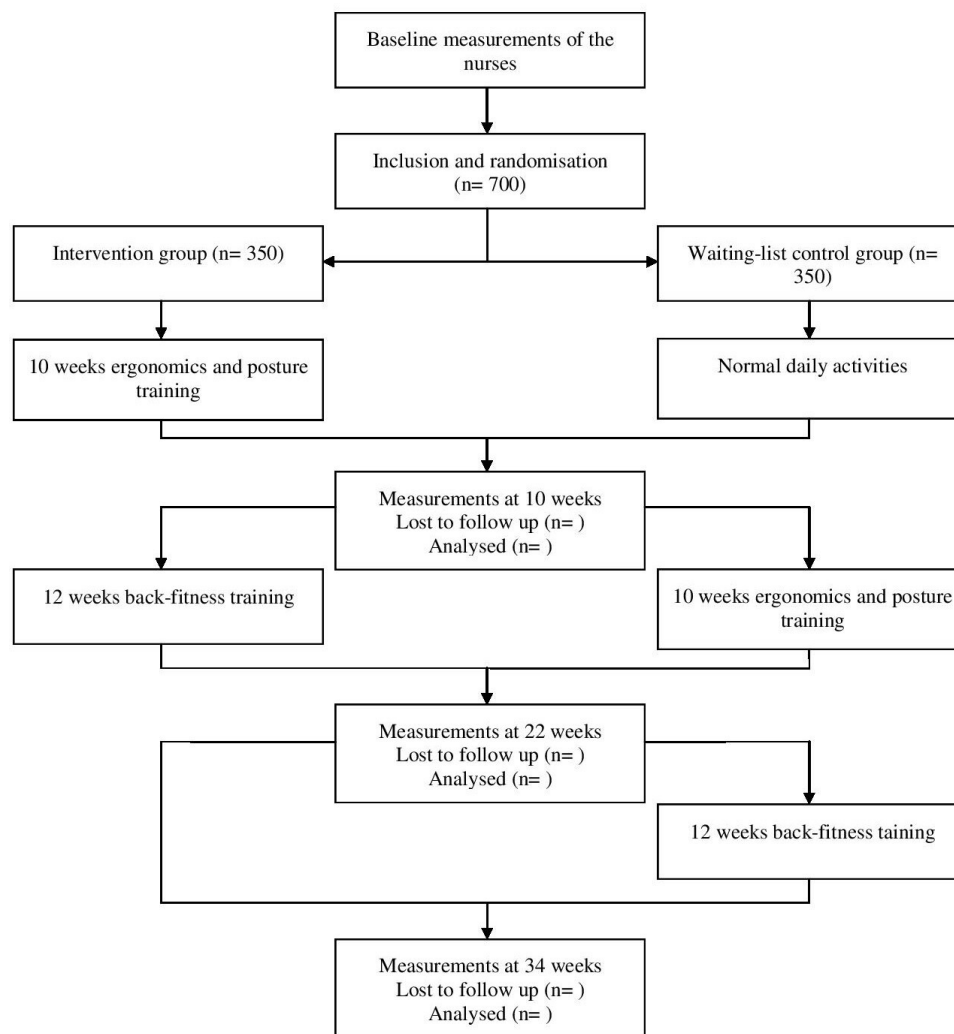 Baseline measurements of the
nurses
Inclusion and randomisation
(n= 700)
Intervention group (n= 350)
Waiting-list control group (n=
350)
10 weeks ergonomics and posture
training
Normal daily activities
Measurements at 10 weeks
Lost to follow up (n= )
Analysed (n= )
12 weeks back-fitness training
10 weeks ergonomics and posture
training
Measurements at 22 weeks
Lost to follow up (n= )
Analysed (n= )
12 weeks back-fitness taining
Measurements at 34 weeks
Lost to follow up (n= )
Analysed (n= )